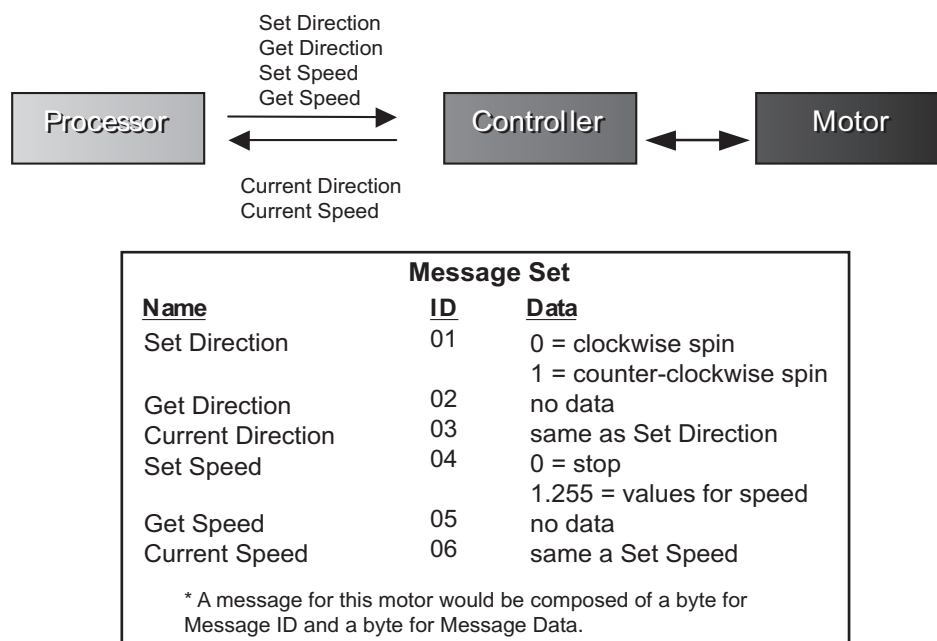 Set Direction
Get Direction
Set Speed
Get Speed
Processor
Controller
Motor
Current Direction
Current Speed
Message Set
Name ID Data
Set Direction 01 0 = clockwise spin
1 = counter-clockwise spin
Get Direction 02 no data
Current Direction 03 same as Set Direction
Set Speed 04 0 = stop
1.255 = values for speed
Get Speed 05 no data
Current Speed 06 same a Set Speed
* A message for this motor would be composed of a byte for
Message ID and a byte for Message Data.